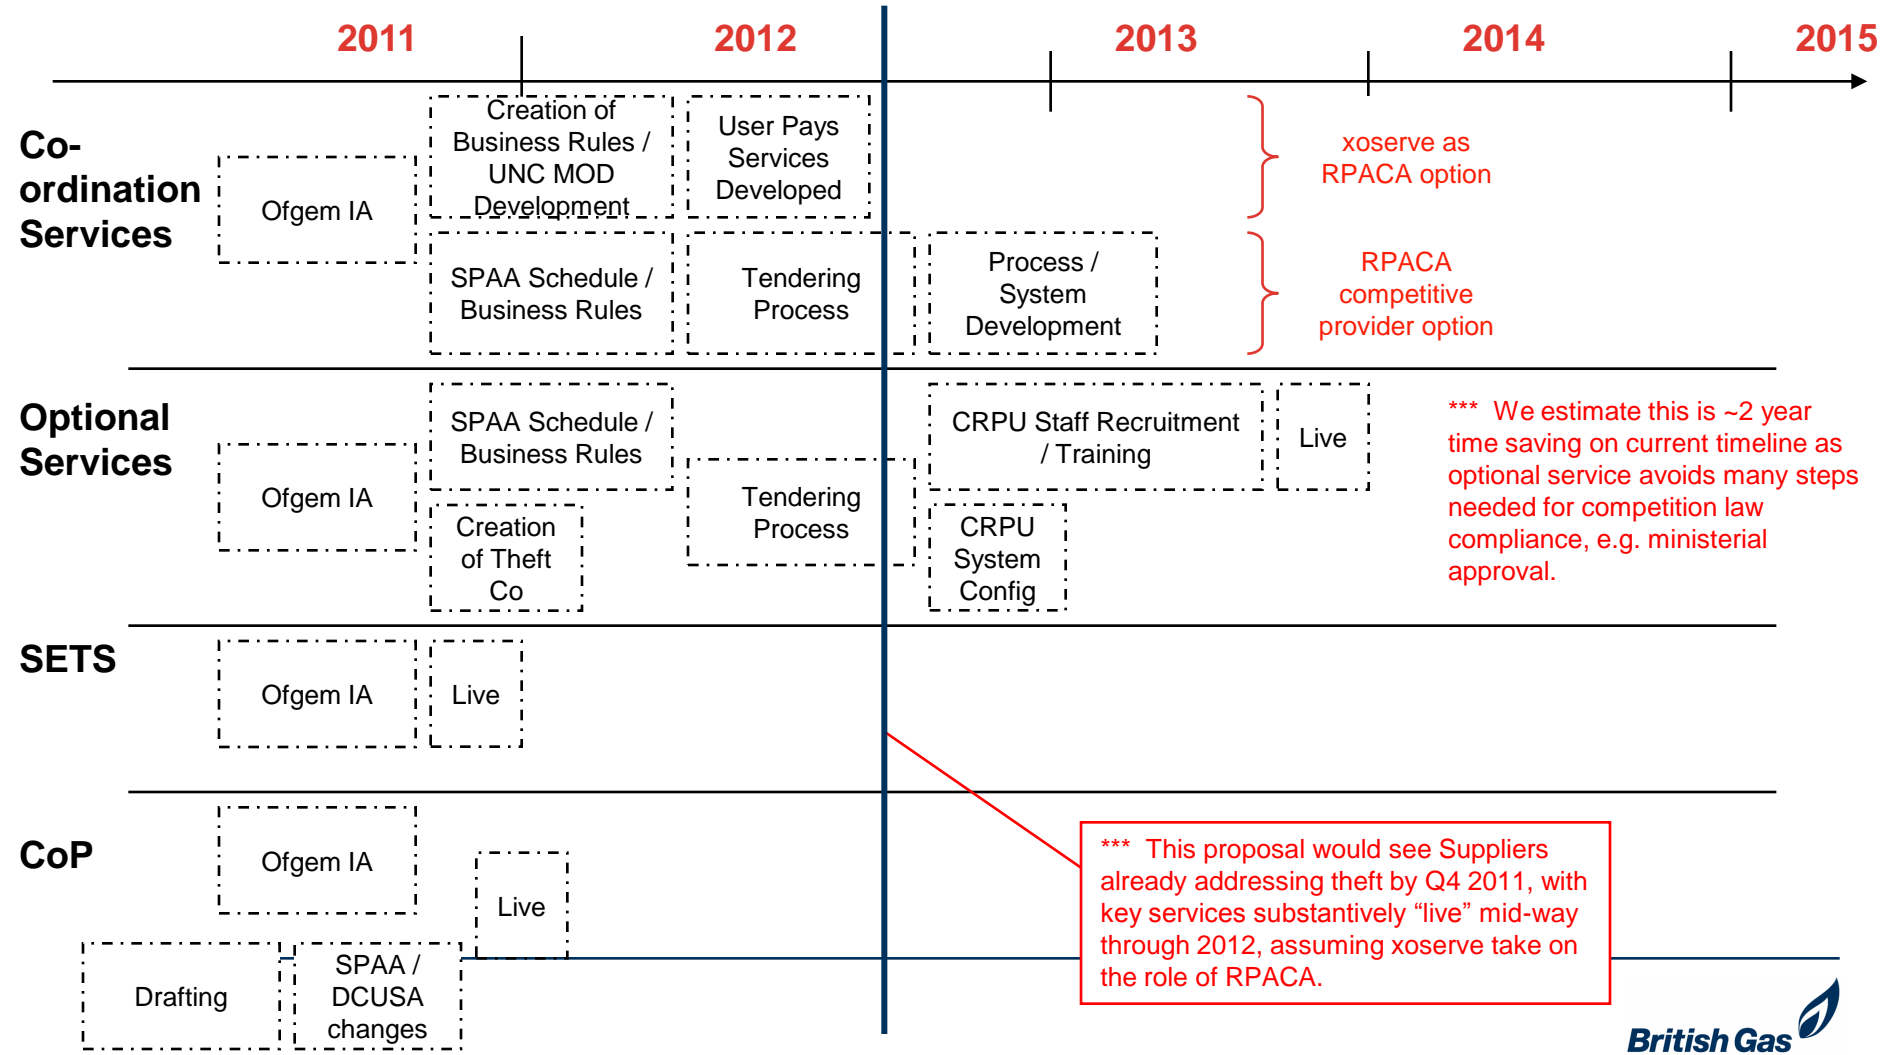 2011
2012
2013
2014
2015
Co-
ordination
Services
Ofgem IA
Creation of
Business Rules /
UNC MOD
Development
User Pays
Services
Developed
xoserve as
RPACA option
SPAA Schedule /
Business Rules
Tendering
Process
Process /
System
Development
RPACA
competitive
provider option
Optional
Services
Ofgem IA
SPAA Schedule /
Business Rules
Creation
of Theft
Co
Tendering
Process
CRPU Staff Recruitment
/ Training
CRPU
System
Config
Live
*** We estimate this is ~2 year
time saving on current timeline as
optional service avoids many steps
needed for competition law
compliance, e.g. ministerial
approval.
SETS
Ofgem IA
Live
CoP
Ofgem IA
Live
Drafting
SPAA /
DCUSA
changes
*** This proposal would see Suppliers
already addressing theft by Q4 2011, with
key services substantively “live” mid-way
through 2012, assuming xoserve take on
the role of RPACA.
British Gas